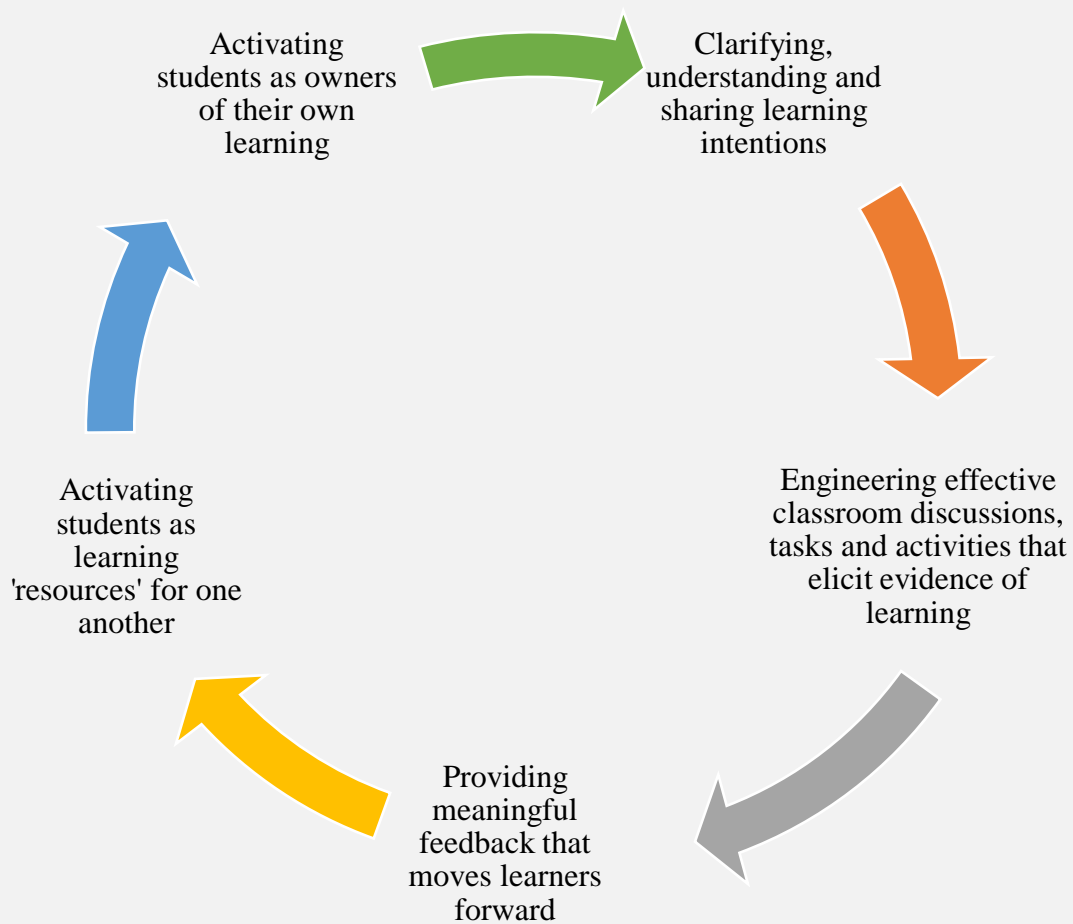 Activating
students as owners
of their own
learning
Clarifying,
understanding and
sharing learning
intentions
Engineering effective
classroom discussions,
tasks and activities that
elicit evidence of
learning
Providing
meaningful
feedback that
moves learners
forward
Activating
students as
learning
'resources' for one
another